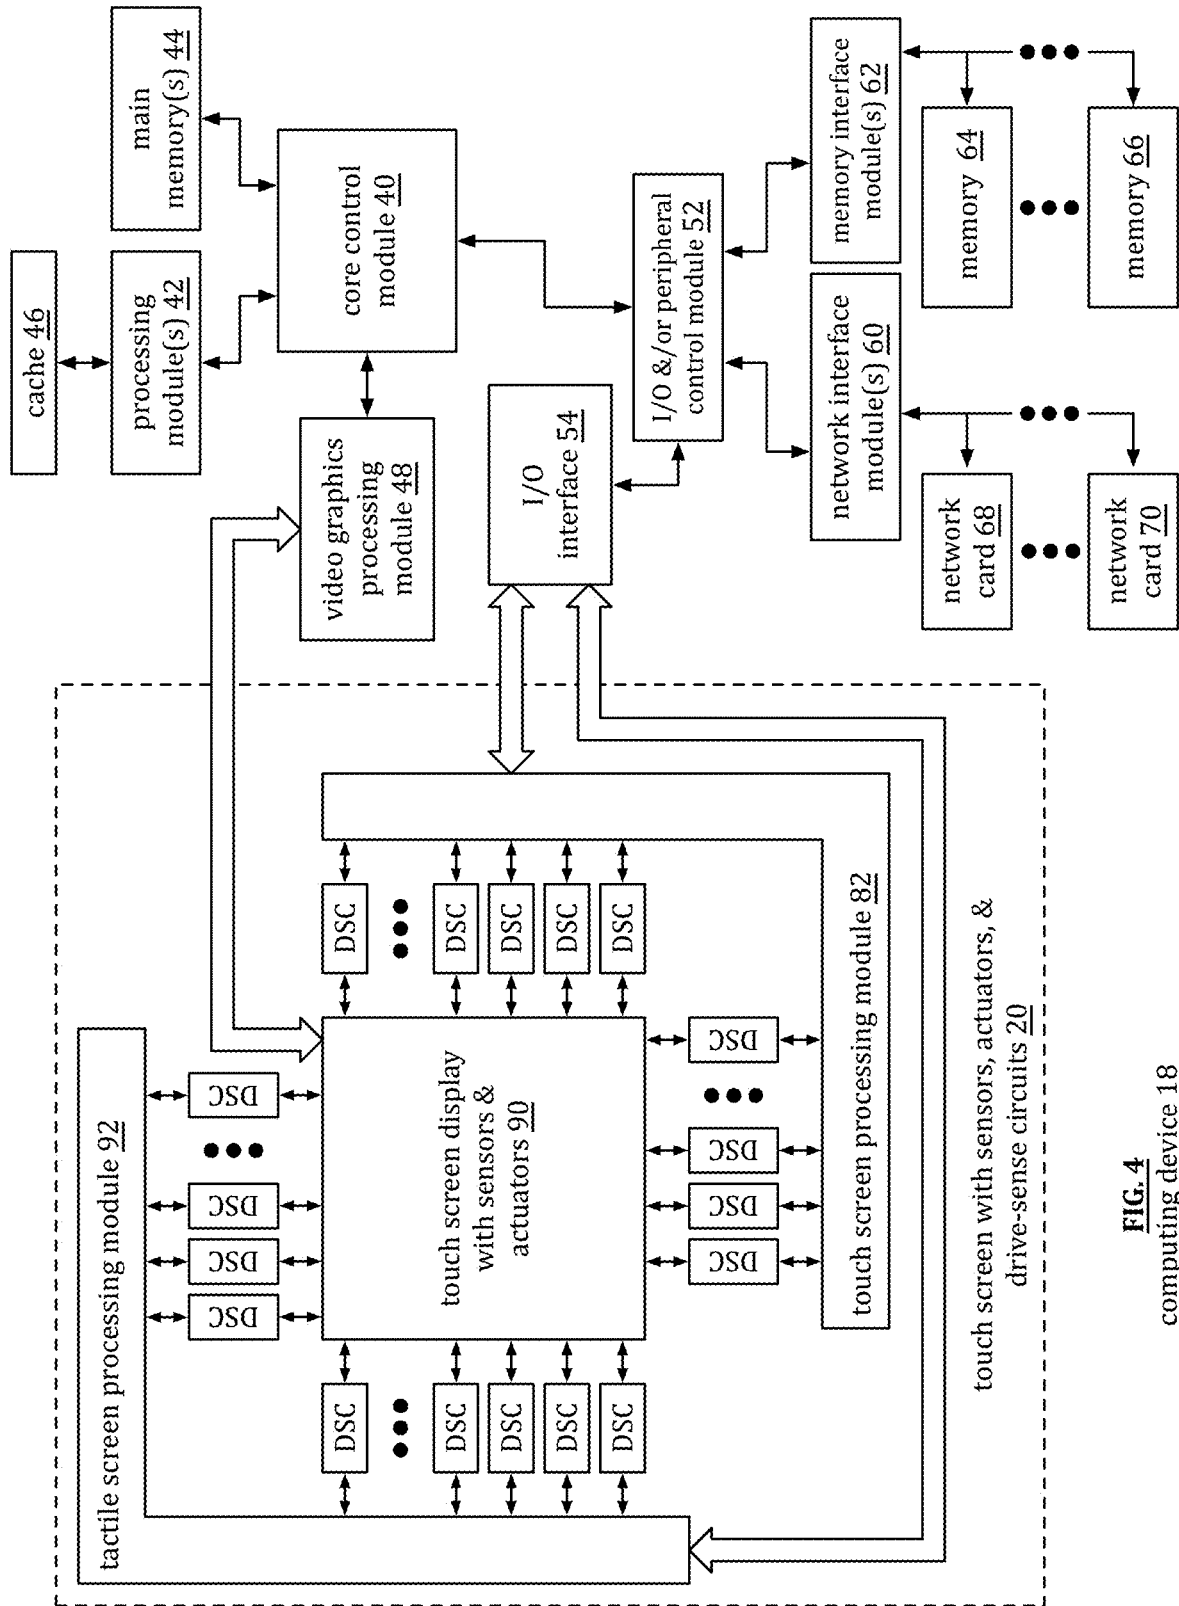 cache 46
tactile screen processing module 92
processing
module(s) 42
main
memory(s) 44
DSC
DSC
DSC
DSC
core control
module 40
video graphics
processing
module 48
DSC
DSC
DSC
DSC
DSC
touch screen display
with sensors &
actuators 90
DSC
DSC
DSC
DSC
DSC
I/O
interface 54
I/O &/or peripheral
control module 52
DSC
DSC
DSC
DSC
touch screen processing module 82
network interface
module(s) 60
memory interface
module(s) 62
network
card 68
memory 64
touch screen with sensors, actuators, &
drive-sense circuits 20
network
card 70
memory 66
FIG. 4
computing device 18